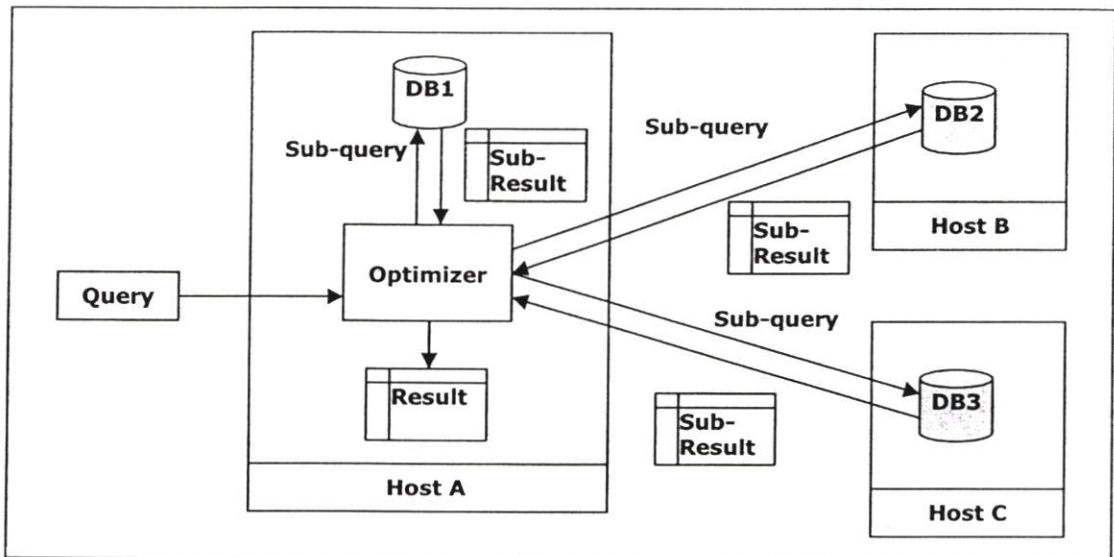 DB1
Sub-query
Sub-
Result
Optimizer
Query
Result
Host A
Sub-query
DB2
Sub-
Result
Host B
Sub-query
DB3
Sub-
Result
Host C